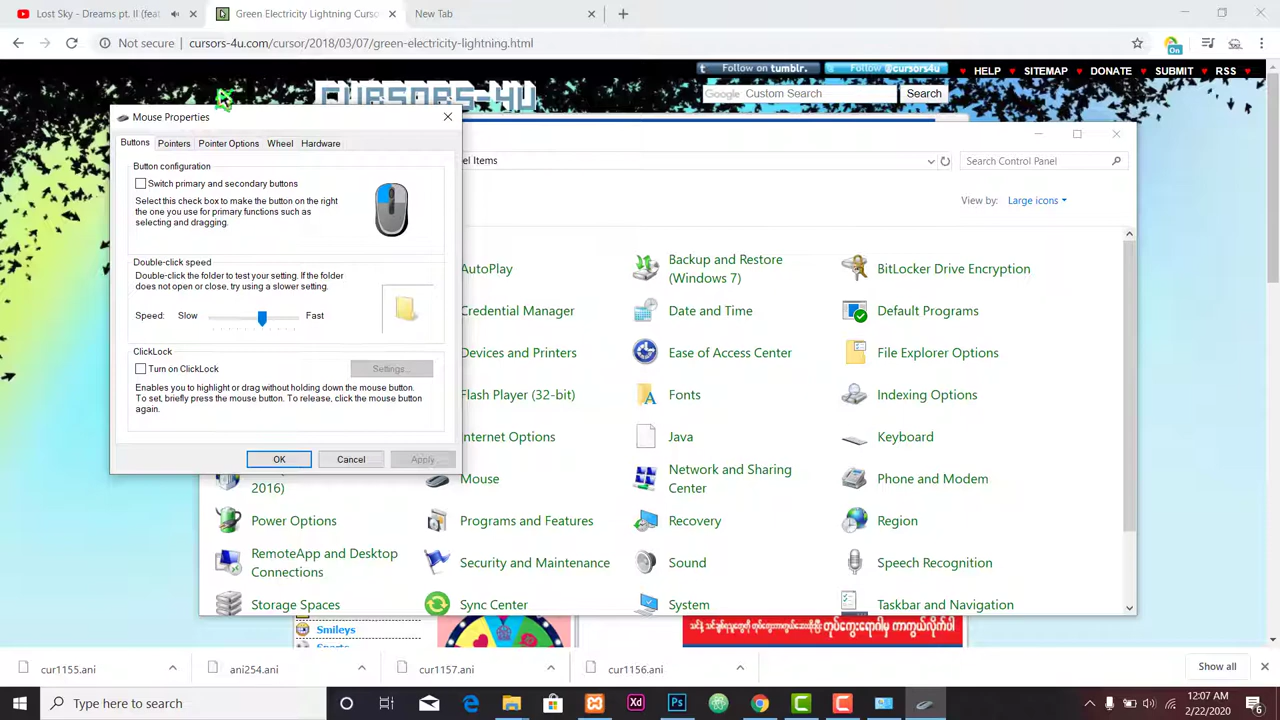 Lost Sky - Dreams pt. II (feat
Green Electricity Lightning Curso
New Tab
Not secure
cursors-4u.com/cursor/2018/03/07/green-electricity-lightning.html
On
Follow on tumblr.
Follow @cursors4u
HELP
SITEMAP
DONATE
SUBMIT
RSS
CURSORS-4U
Google Custom Search
Search
Mouse Properties
Buttons
Pointers
Pointer Options
Wheel
Hardware
Button configuration
Switch primary and secondary buttons
Select this check box to make the button on the right
the one you use for primary functions such as
selecting and dragging.
Double-click speed
Double-click the folder to test your setting. If the folder
does not open or close, try using a slower setting.
Speed:
Slow
Fast
ClickLock
Turn on ClickLock
Settings...
Enables you to highlight or drag without holding down the mouse button.
To set, briefly press the mouse button. To release, click the mouse button
again.
OK
Cancel
Apply
el Items
Search Control Panel
View by:
Large icons
AutoPlay
Backup and Restore
(Windows 7)
BitLocker Drive Encryption
Credential Manager
Date and Time
Default Programs
Devices and Printers
Ease of Access Center
File Explorer Options
Flash Player (32-bit)
Fonts
Indexing Options
nternet Options
Java
Keyboard
2016)
Mouse
Network and Sharing
Center
Phone and Modem
Power Options
Programs and Features
Recovery
Region
RemoteApp and Desktop
Connections
Security and Maintenance
Sound
Speech Recognition
Storage Spaces
Sync Center
System
Taskbar and Navigation
Smileys
cur1155.ani
ani254.ani
cur1157.ani
cur1156.ani
Show all
Type here to search
Xd
Ps
12:07 AM
2/22/2020
6